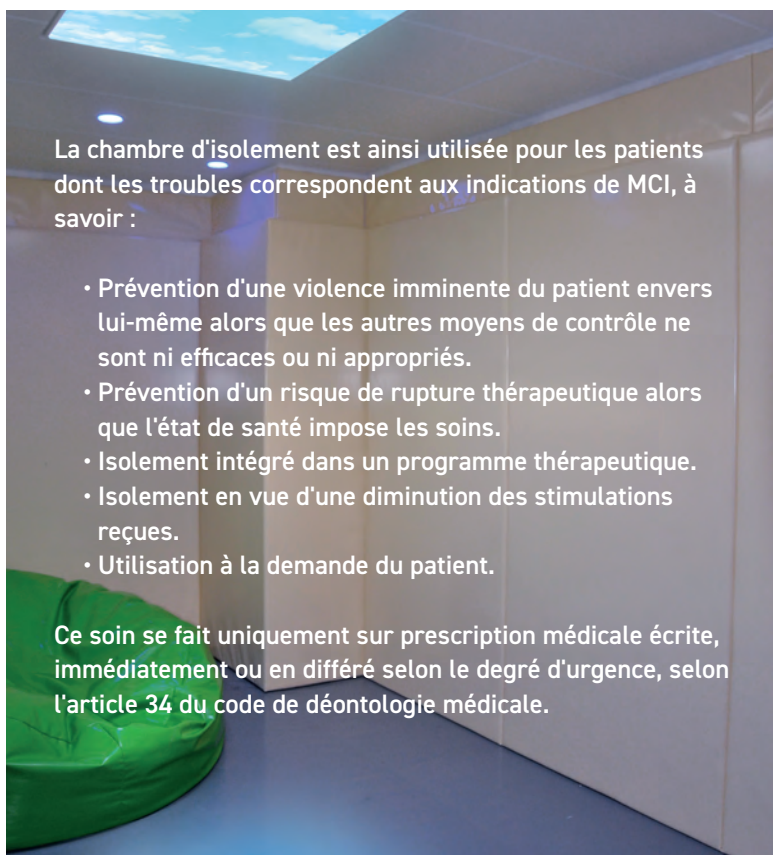 La chambre d'isolement est ainsi utilisée pour les patients
dont les troubles correspondent aux indications de MCI, à
savoir :
• Prévention d'une violence imminente du patient envers
lui-même alors que les autres moyens de contrôle ne
sont ni efficaces ou ni appropriés.
• Prévention d'un risque de rupture thérapeutique alors
que l'état de santé impose les soins.
• Isolement intégré dans un programme thérapeutique.
• Isolement en vue d'une diminution des stimulations
reçues.
• Utilisation à la demande du patient.
Ce soin se fait uniquement sur prescription médicale écrite,
immédiatement ou en différé selon le degré d'urgence, selon
l'article 34 du code de déontologie médicale.